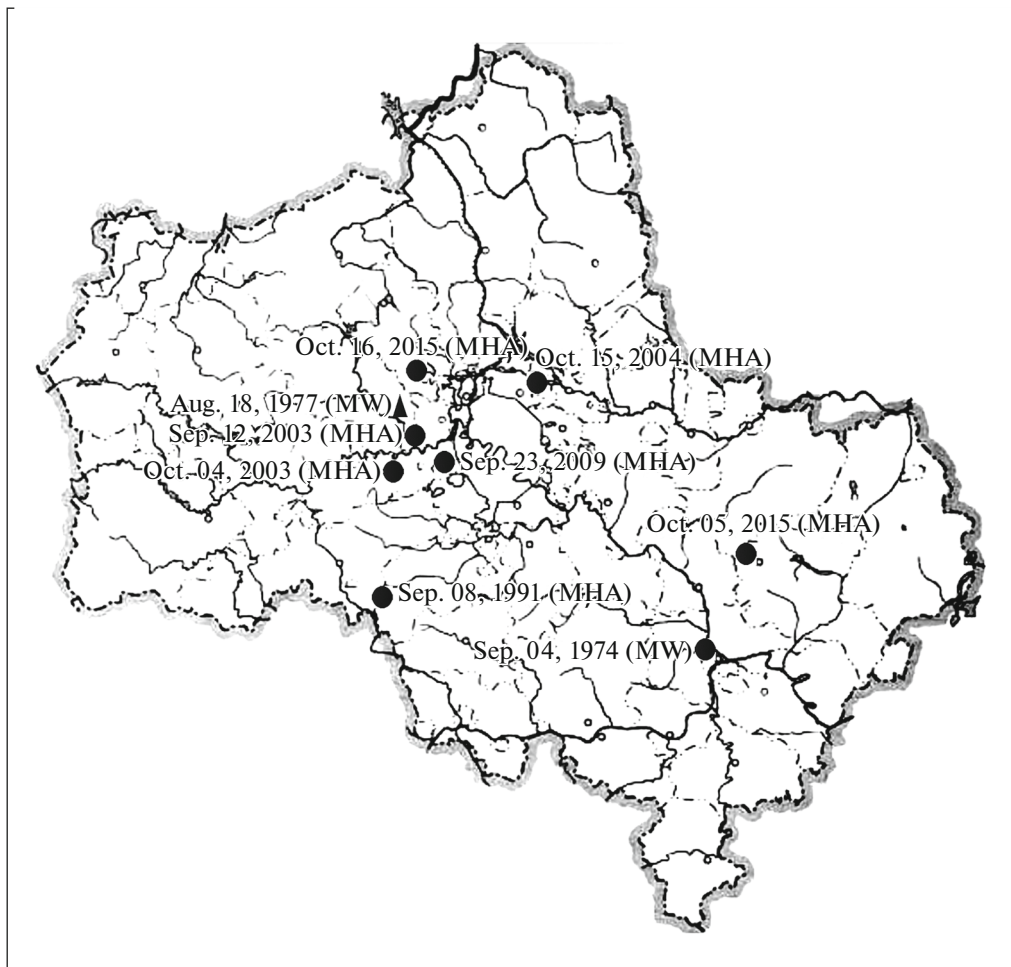 Oct. 16, 2015 (MHA)
Oct. 15, 2004 (MHA)
Aug. 18, 1977 (MW)
Sep. 12, 2003 (MHA)
Oct. 04, 2003 (MHA)
Sep. 23, 2009 (MHA)
Oct. 05, 2015 (MHA)
Sep. 08, 1991 (MHA)
Sep. 04, 1974 (MW)